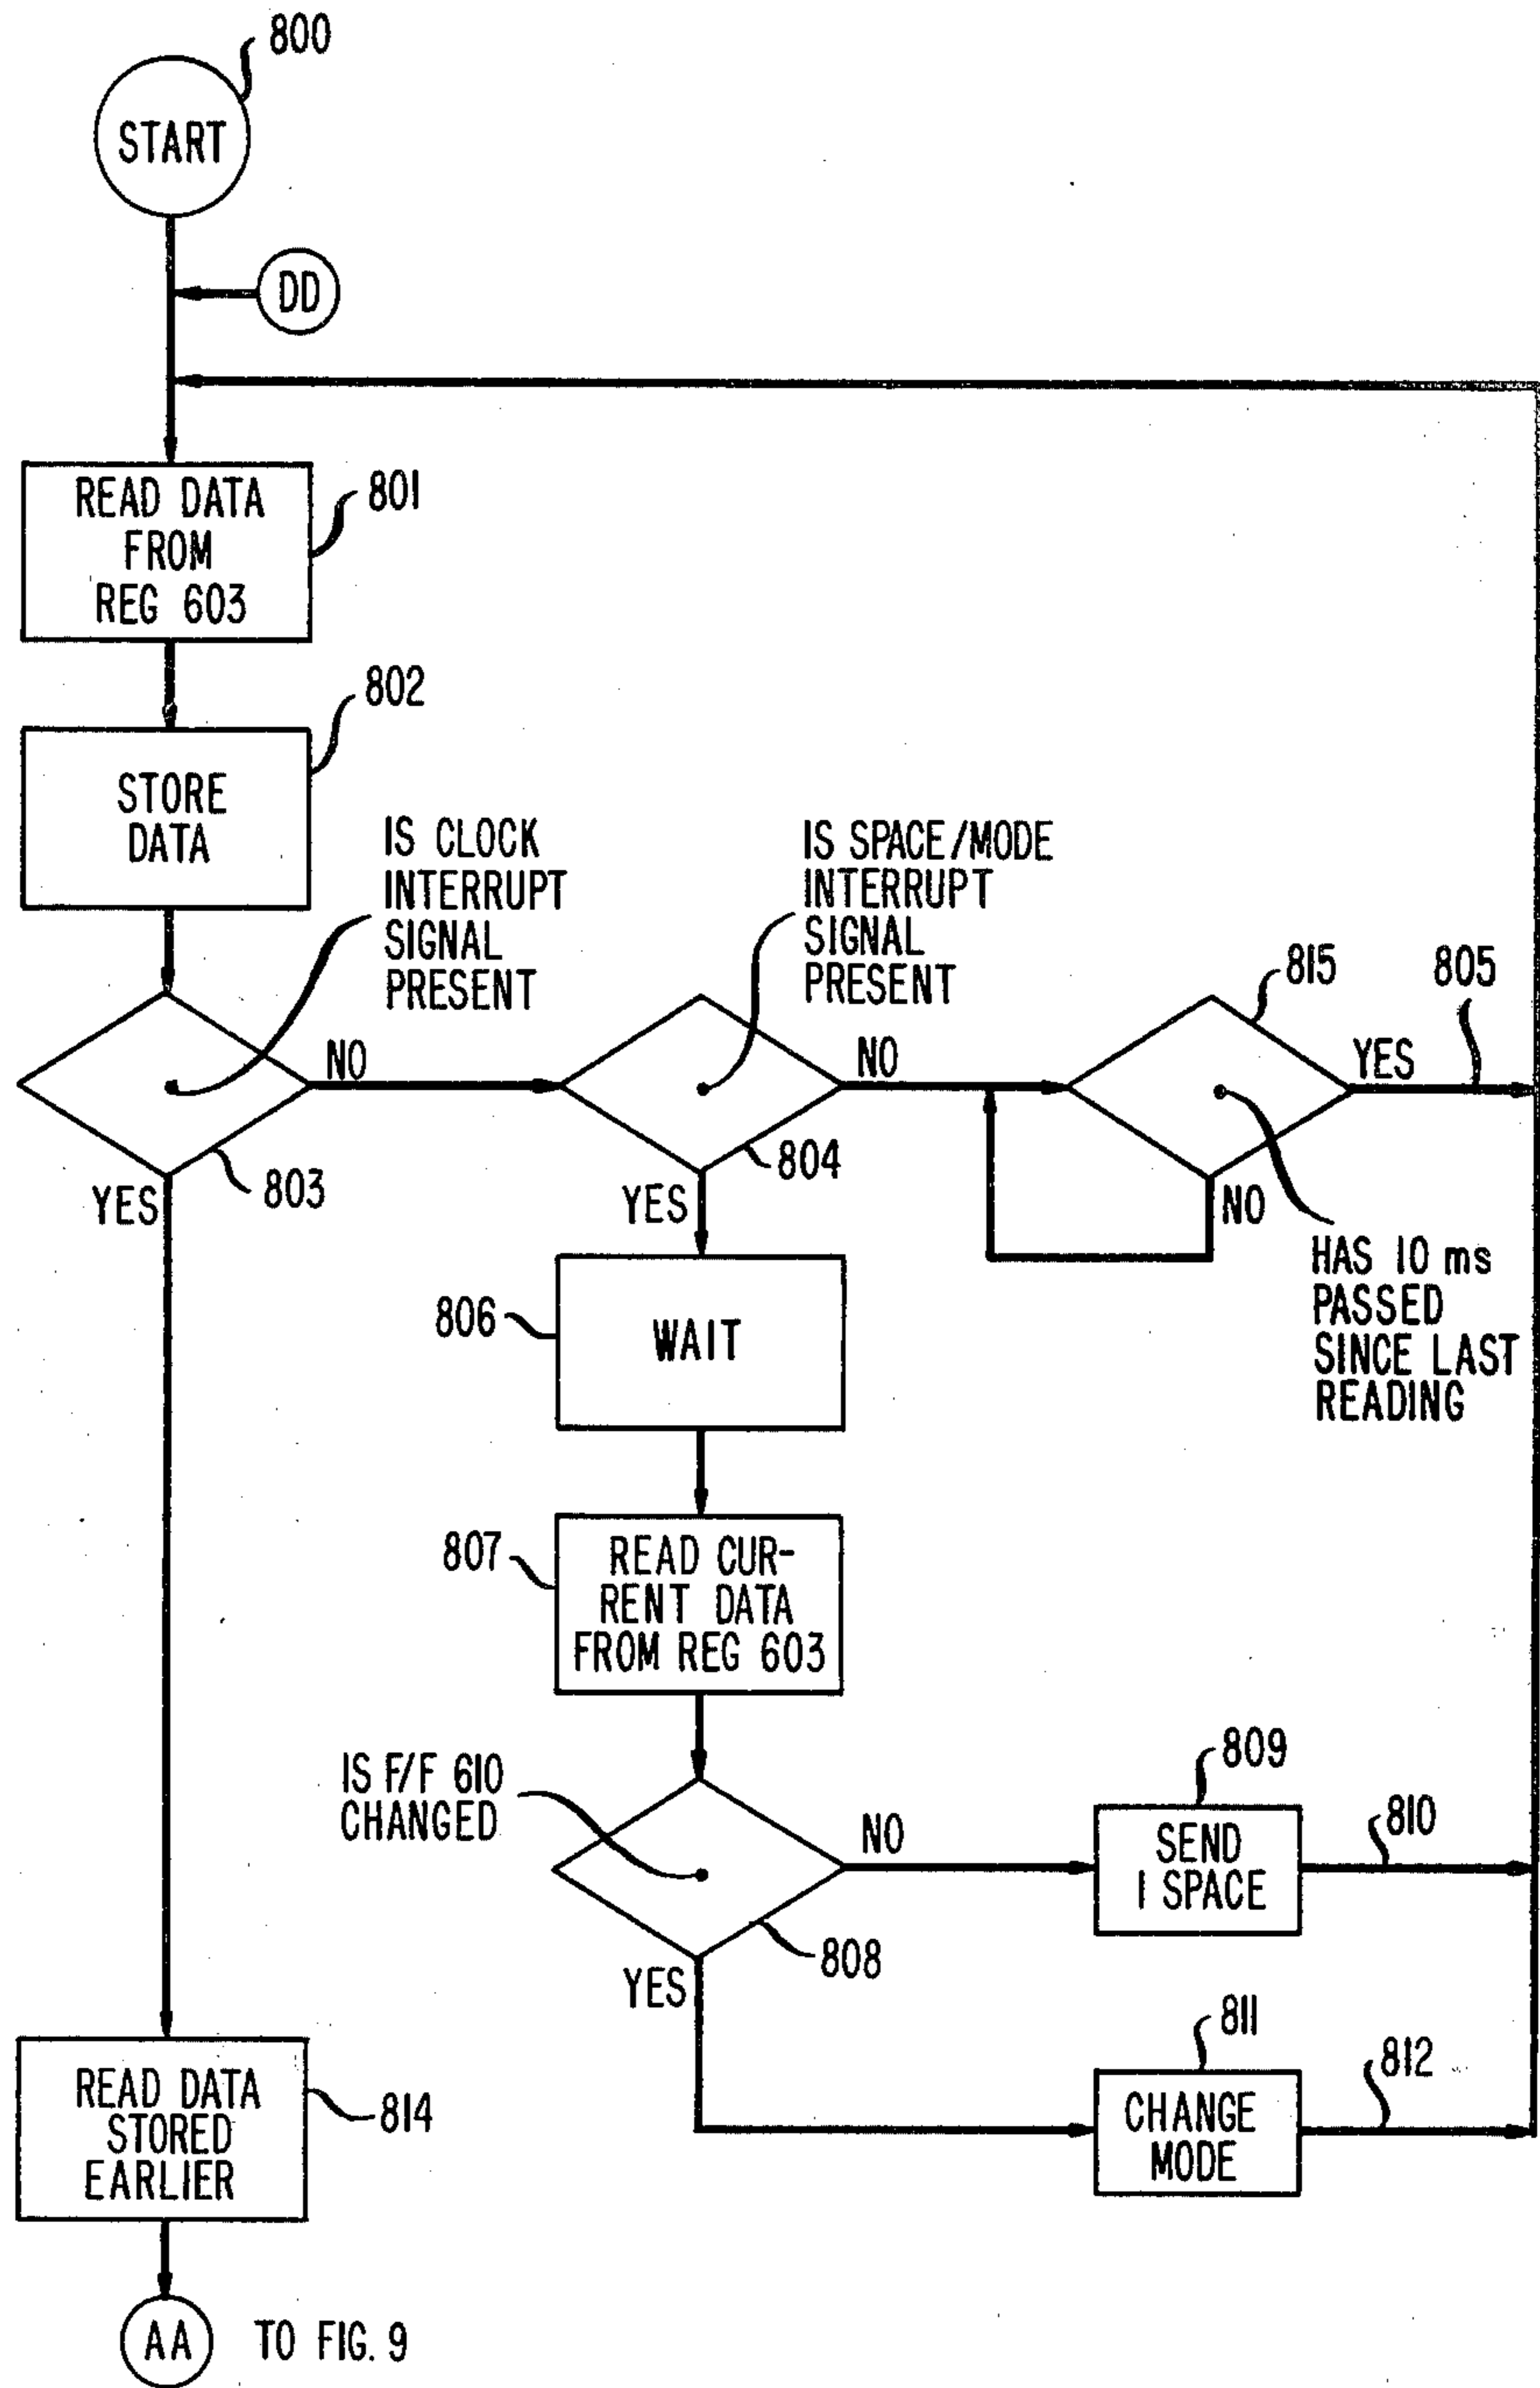 800
START
DD
READ DATA
FROM
REG 603
801
802
STORE
DATA
IS CLOCK
INTERRUPT
SIGNAL
PRESENT
IS SPACE/MODE
INTERRUPT
SIGNAL
PRESENT
815
805
NO
NO
YES
803
YES
804
YES
NO
HAS 10 ms
PASSED
SINCE LAST
READING
806
WAIT
807
READ CUR-
RENT DATA
FROM REG 603
IS F/F 610
CHANGED
NO
809
SEND
1 SPACE
810
808
YES
811
CHANGE
MODE
812
READ DATA
STORED
EARLIER
814
AA TO FIG. 9